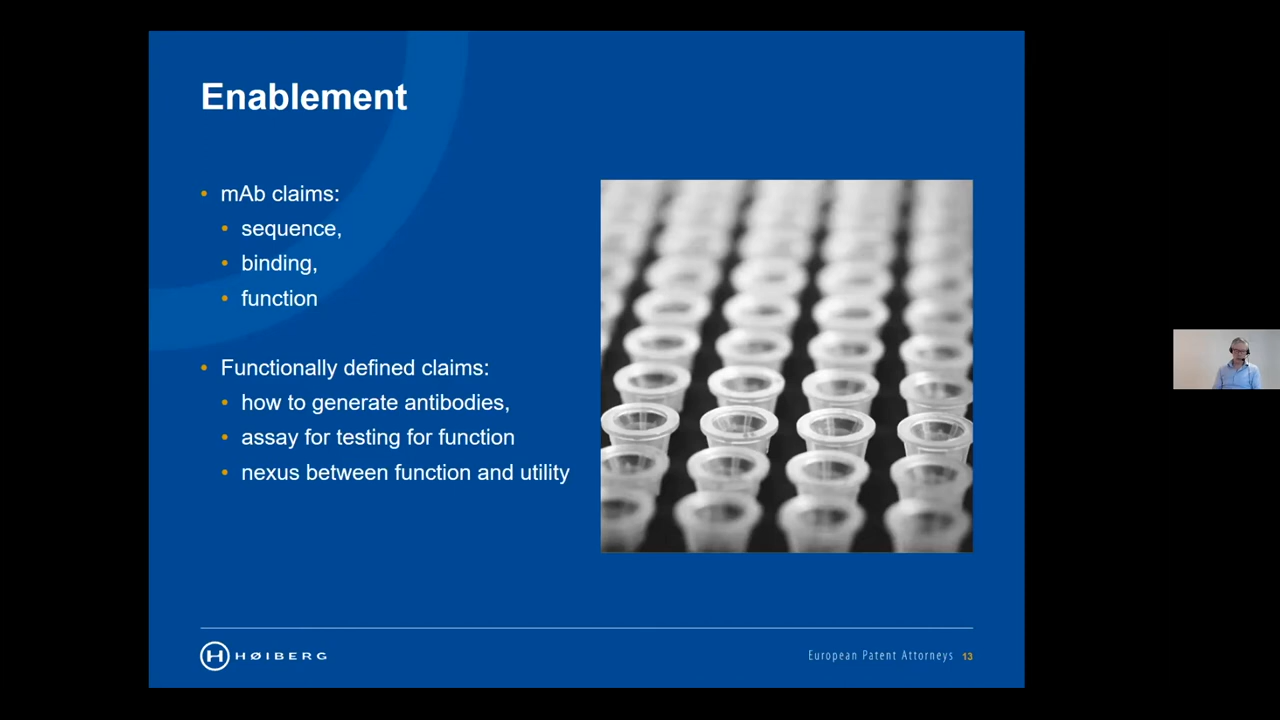 Enablement
• mAb claims:
• sequence,
• binding,
• function
• Functionally defined claims:
• how to generate antibodies,
• assay for testing for function
• nexus between function and utility
H HØIBERG
European Patent Attorneys 13